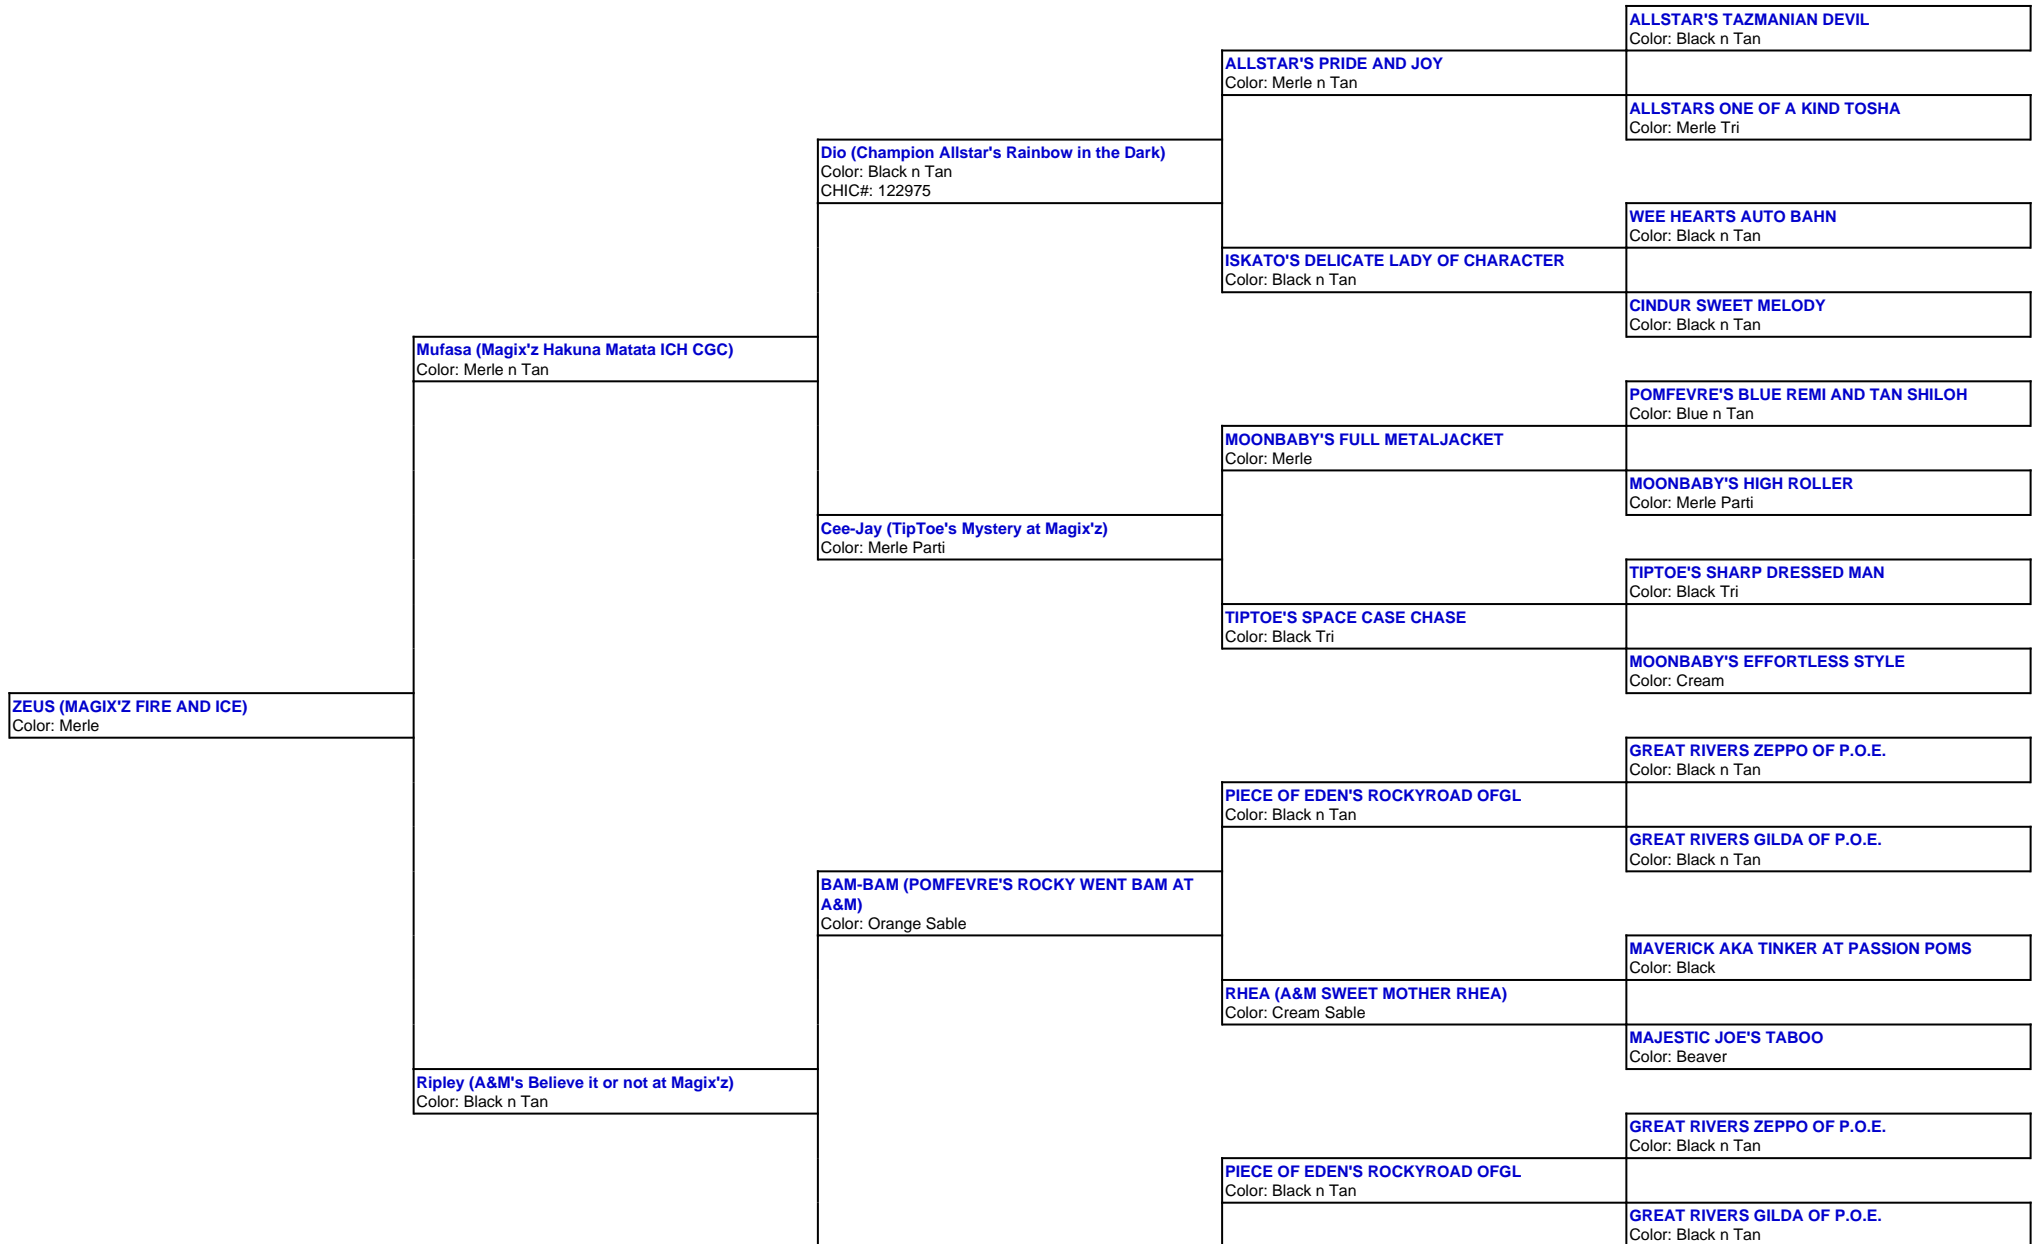 ALLSTAR'S TAZMANIAN DEVIL
Color: Black n Tan
ALLSTAR'S PRIDE AND JOY
Color: Merle n Tan
ALLSTARS ONE OF A KIND TOSHA
Color: Merle Tri
Dio (Champion Allstar's Rainbow in the Dark)
Color: Black n Tan
CHIC#: 122975
WEE HEARTS AUTO BAHN
Color: Black n Tan
ISKATO'S DELICATE LADY OF CHARACTER
Color: Black n Tan
CINDUR SWEET MELODY
Color: Black n Tan
Mufasa (Magix'z Hakuna Matata ICH CGC)
Color: Merle n Tan
POMFEVRE'S BLUE REMI AND TAN SHILOH
Color: Blue n Tan
MOONBABY'S FULL METALJACKET
Color: Merle
MOONBABY'S HIGH ROLLER
Color: Merle Parti
Cee-Jay (TipToe's Mystery at Magix'z)
Color: Merle Parti
TIPTOE'S SHARP DRESSED MAN
Color: Black Tri
TIPTOE'S SPACE CASE CHASE
Color: Black Tri
MOONBABY'S EFFORTLESS STYLE
Color: Cream
ZEUS (MAGIX'Z FIRE AND ICE)
Color: Merle
GREAT RIVERS ZEPPO OF P.O.E.
Color: Black n Tan
PIECE OF EDEN'S ROCKYROAD OFGL
Color: Black n Tan
GREAT RIVERS GILDA OF P.O.E.
Color: Black n Tan
BAM-BAM (POMFEVRE'S ROCKY WENT BAM AT
A&M)
Color: Orange Sable
MAVERICK AKA TINKER AT PASSION POMS
Color: Black
RHEA (A&M SWEET MOTHER RHEA)
Color: Cream Sable
MAJESTIC JOE'S TABOO
Color: Beaver
Ripley (A&M's Believe it or not at Magix'z)
Color: Black n Tan
GREAT RIVERS ZEPPO OF P.O.E.
Color: Black n Tan
PIECE OF EDEN'S ROCKYROAD OFGL
Color: Black n Tan
GREAT RIVERS GILDA OF P.O.E.
Color: Black n Tan